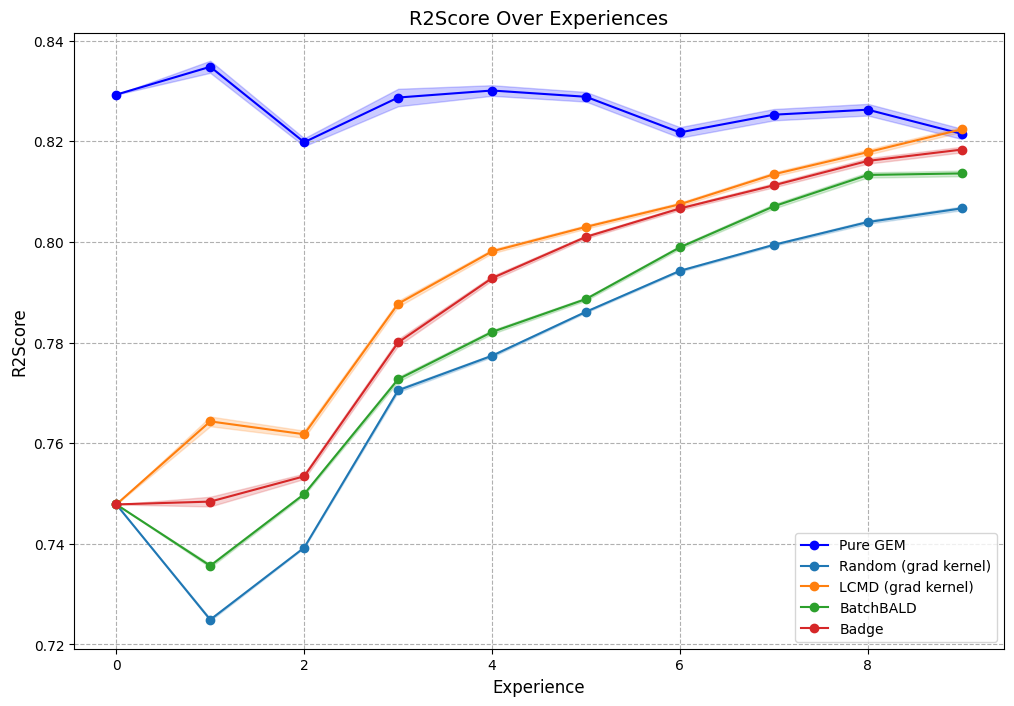 R2Score Over Experiences
R2Score
0.84
0.82
0.80
0.78
0.76
0.74
0.72
0
2
4
6
8
Experience
Pure GEM
Random (grad kernel)
LCMD (grad kernel)
BatchBALD
Badge